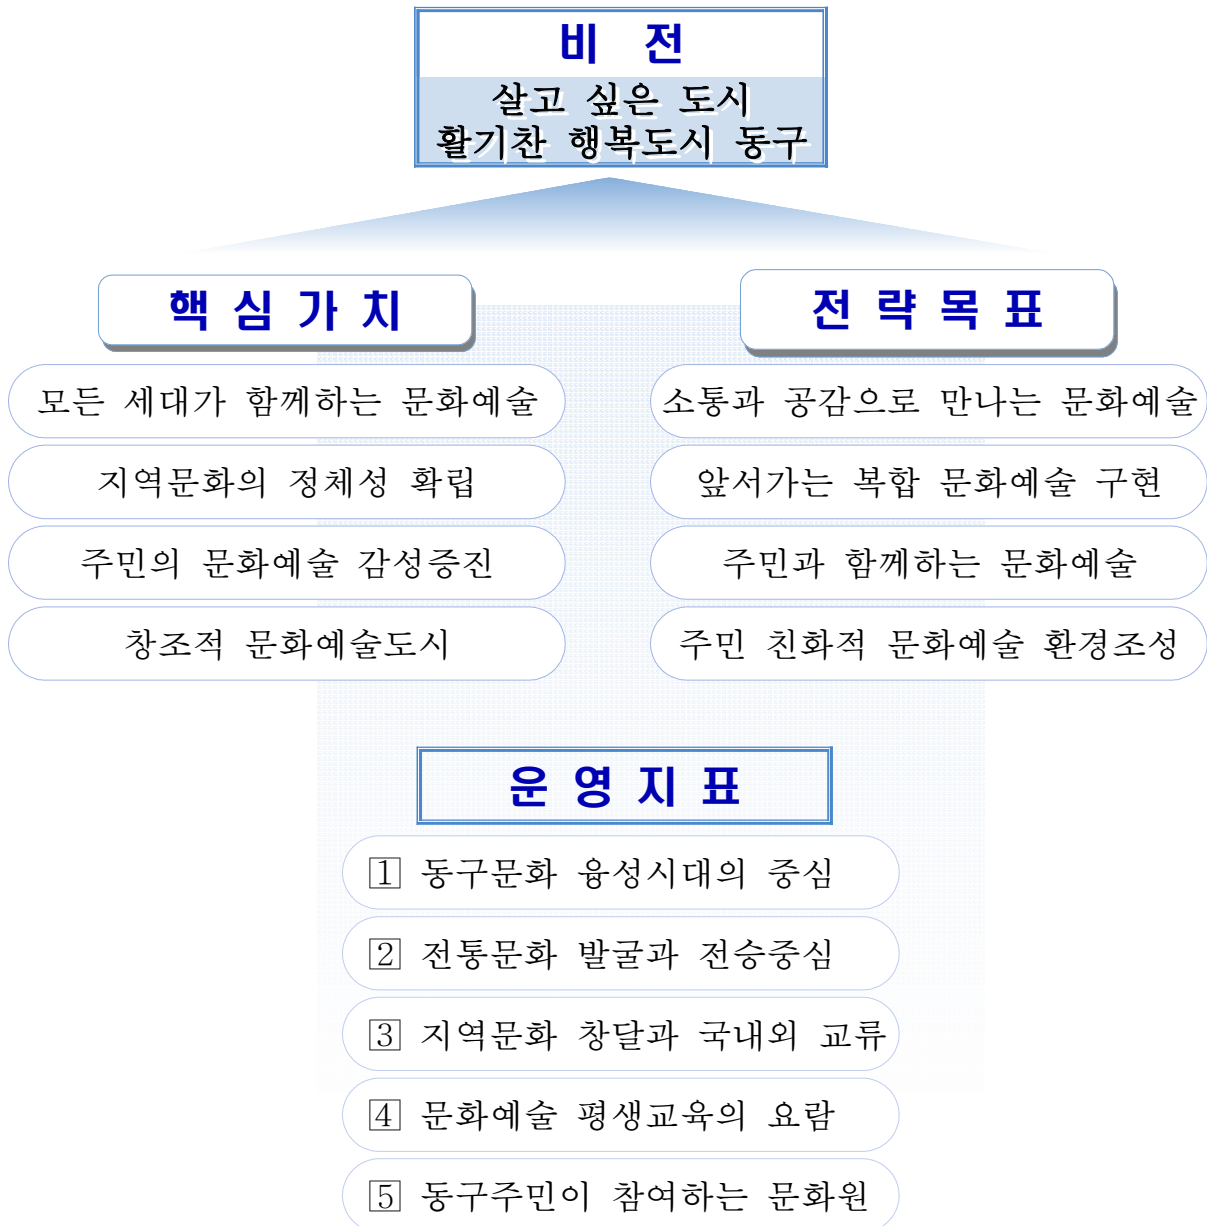 비 전
살고 싶은 도시
활기찬 행복도시 동구
핵 심 가 치
모든 세대가 함께하는 문화예술
지역문화의 정체성 확립
주민의 문화예술 감성증진
창조적 문화예술도시
전 략 목 표
소통과 공감으로 만나는 문화예술
앞서가는 복합 문화예술 구현
주민과 함께하는 문화예술
주민 친화적 문화예술 환경조성
운 영 지 표
1 동구문화 융성시대의 중심
2 전통문화 발굴과 전승중심
3 지역문화 창달과 국내외 교류
4 문화예술 평생교육의 요람
5 동구주민이 참여하는 문화원